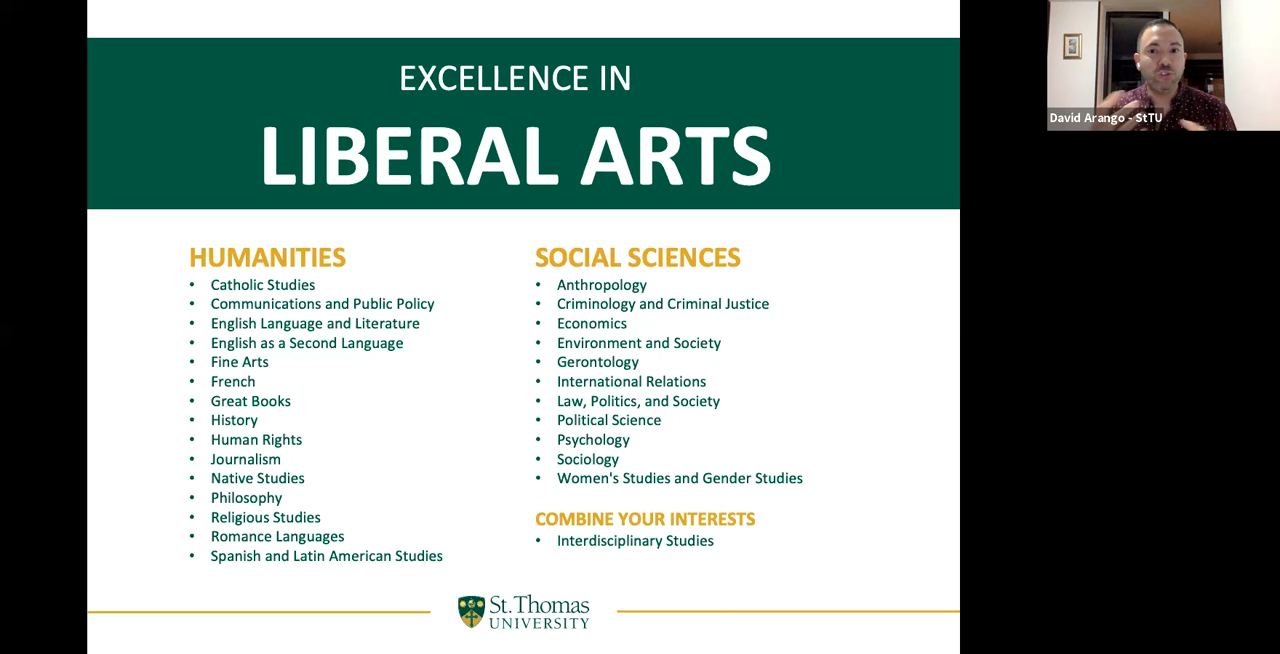 EXCELLENCE IN
LIBERAL ARTS
HUMANITIES
• Catholic Studies
• Communications and Public Policy
• English Language and Literature
• English as a Second Language
• Fine Arts
• French
• Great Books
• History
• Human Rights
• Journalism
• Native Studies
• Philosophy
• Religious Studies
• Romance Languages
• Spanish and Latin American Studies
SOCIAL SCIENCES
• Anthropology
• Criminology and Criminal Justice
• Economics
• Environment and Society
• Gerontology
• International Relations
• Law, Politics, and Society
• Political Science
• Psychology
• Sociology
• Women's Studies and Gender Studies
COMBINE YOUR INTERESTS
• Interdisciplinary Studies
St. Thomas
UNIVERSITY
David Arango - StTU